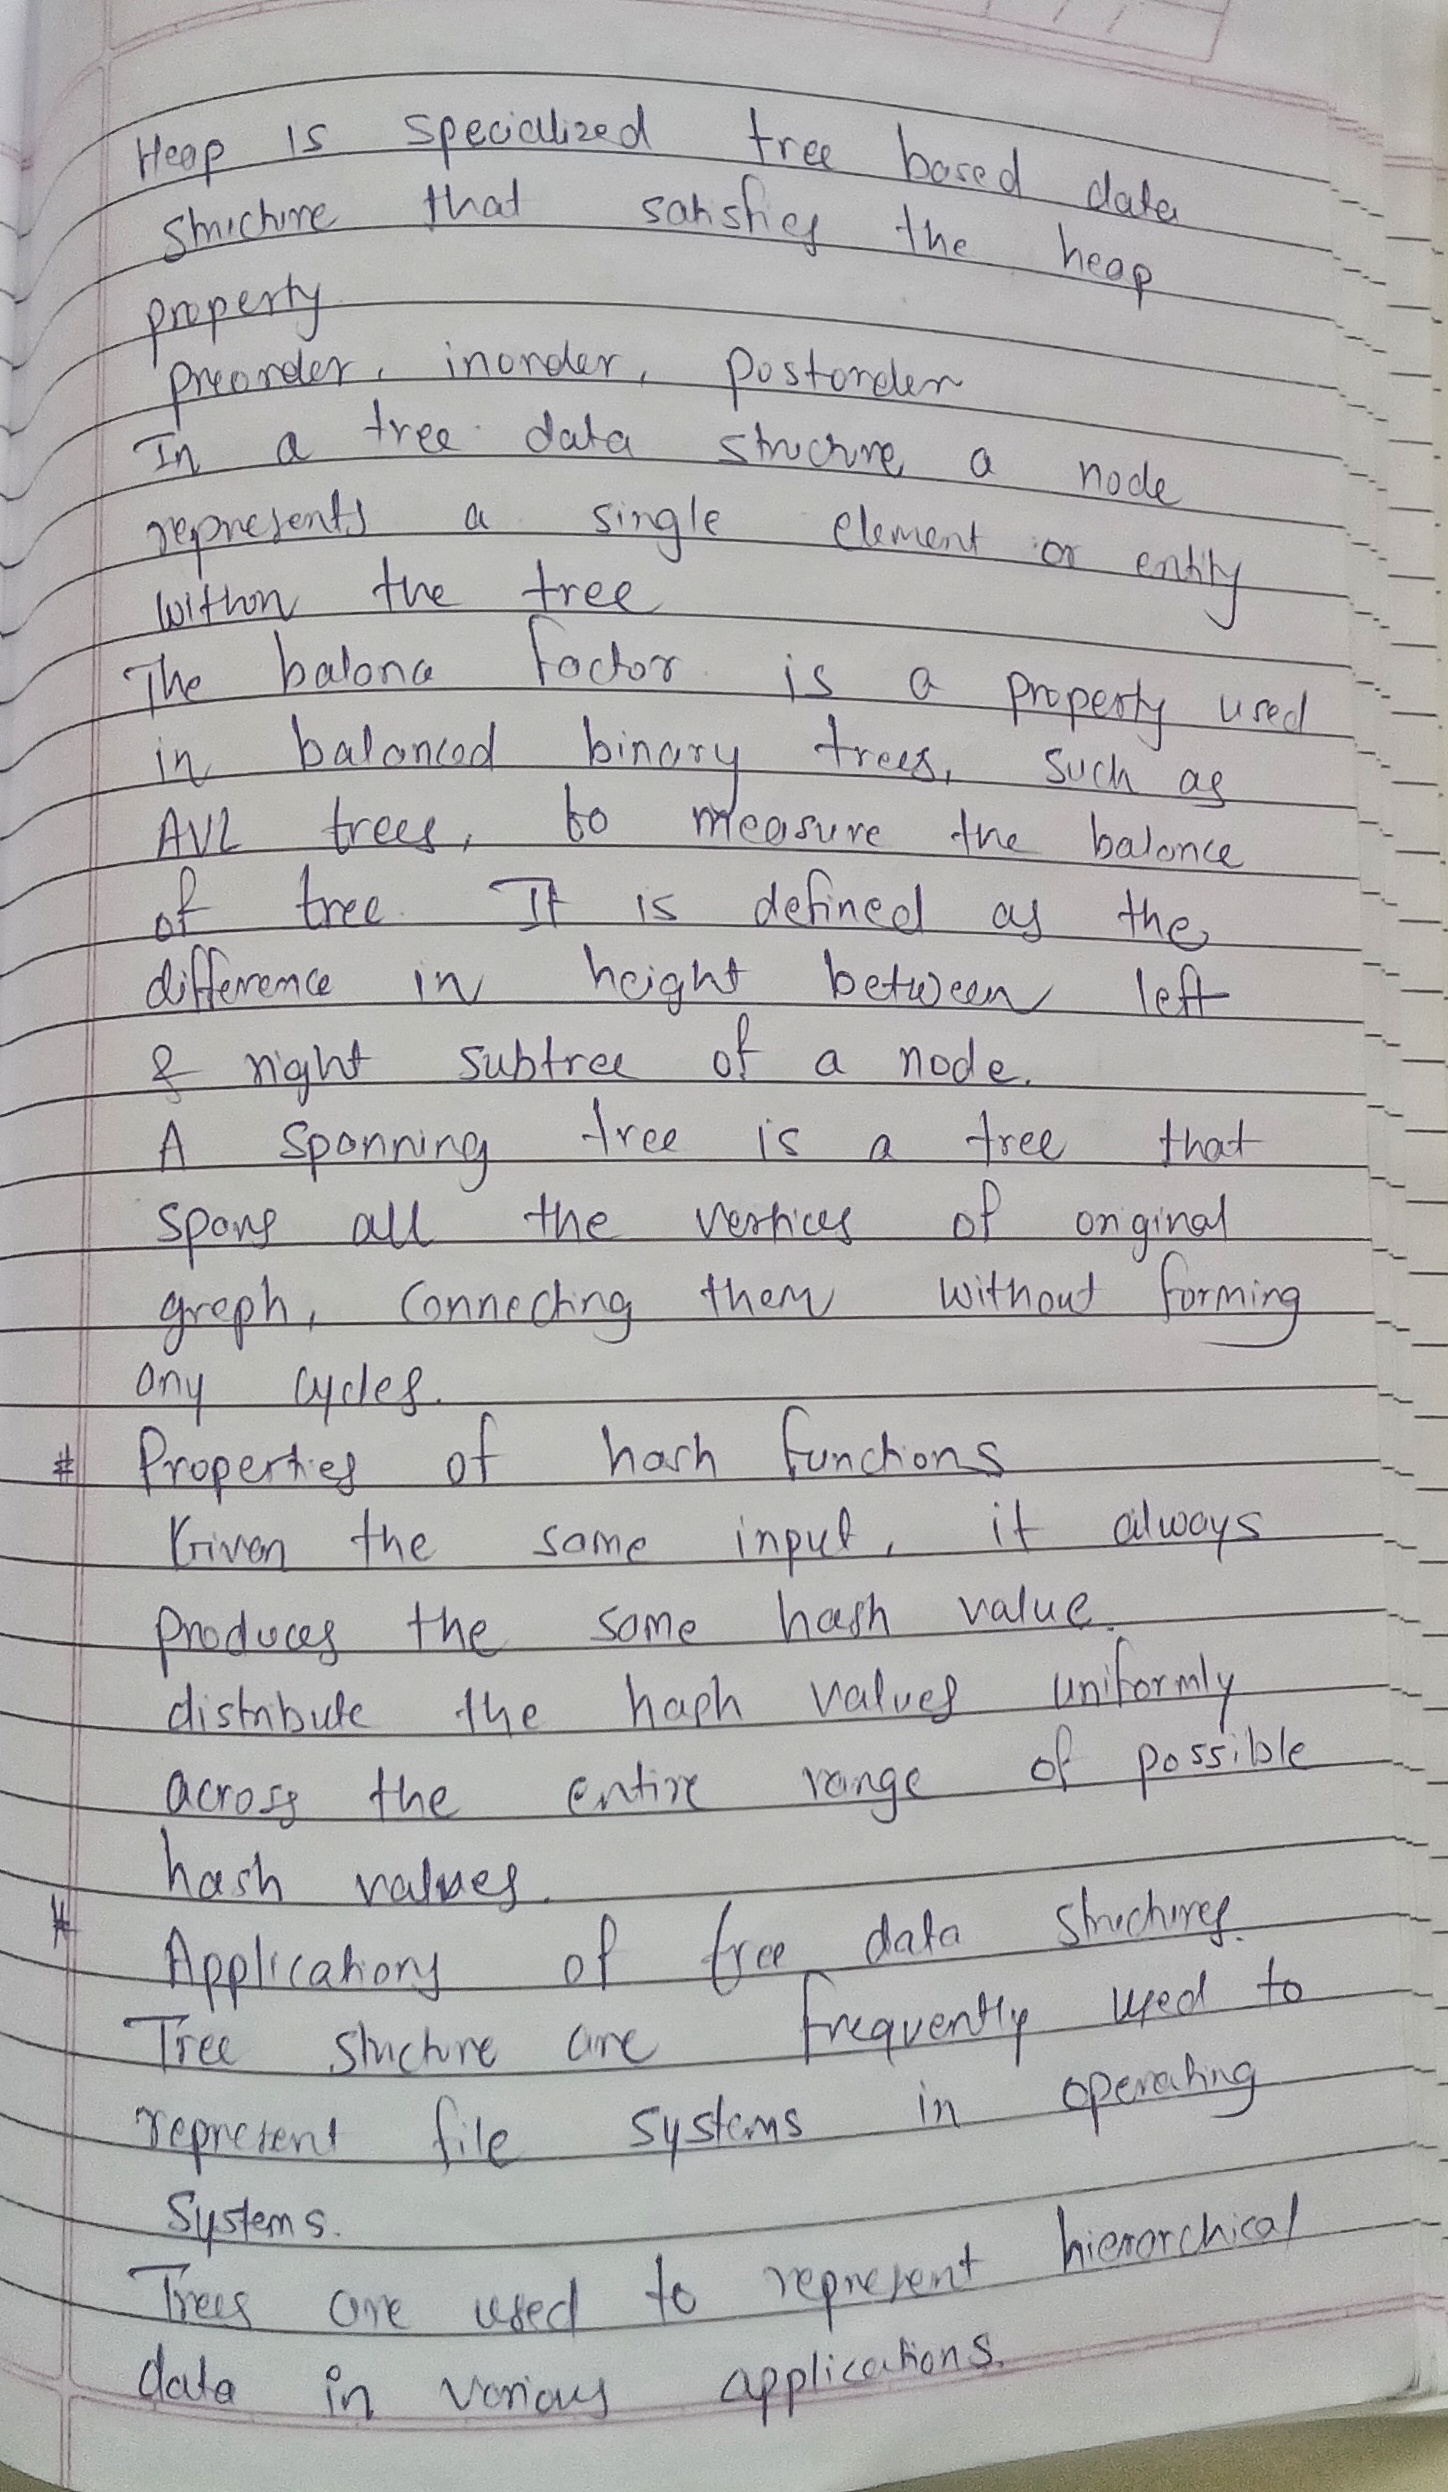 Heap is specialized tree based data
structure that satisfies the heap
property
preorder, inorder, postorder
In a tree data structure a node
represents a single element or entity
within the tree
The balance factor is a property used
in balanced binary trees, such as
AVL trees, to measure the balance
of tree. It is defined as the
difference in height between left
& right subtree of a node.
A spanning tree is a tree that
spans all the vertices of original
graph, connecting them without forming
any cycles.
# Properties of hash functions
Given the same input, it always
produces the same hash value.
distribute the hash values uniformly
across the entire range of possible
hash values.
# Applications of tree data structures.
Tree structure are frequently used to
represent file systems in operating
systems.
Trees are used to represent hierarchical
data in various applications.